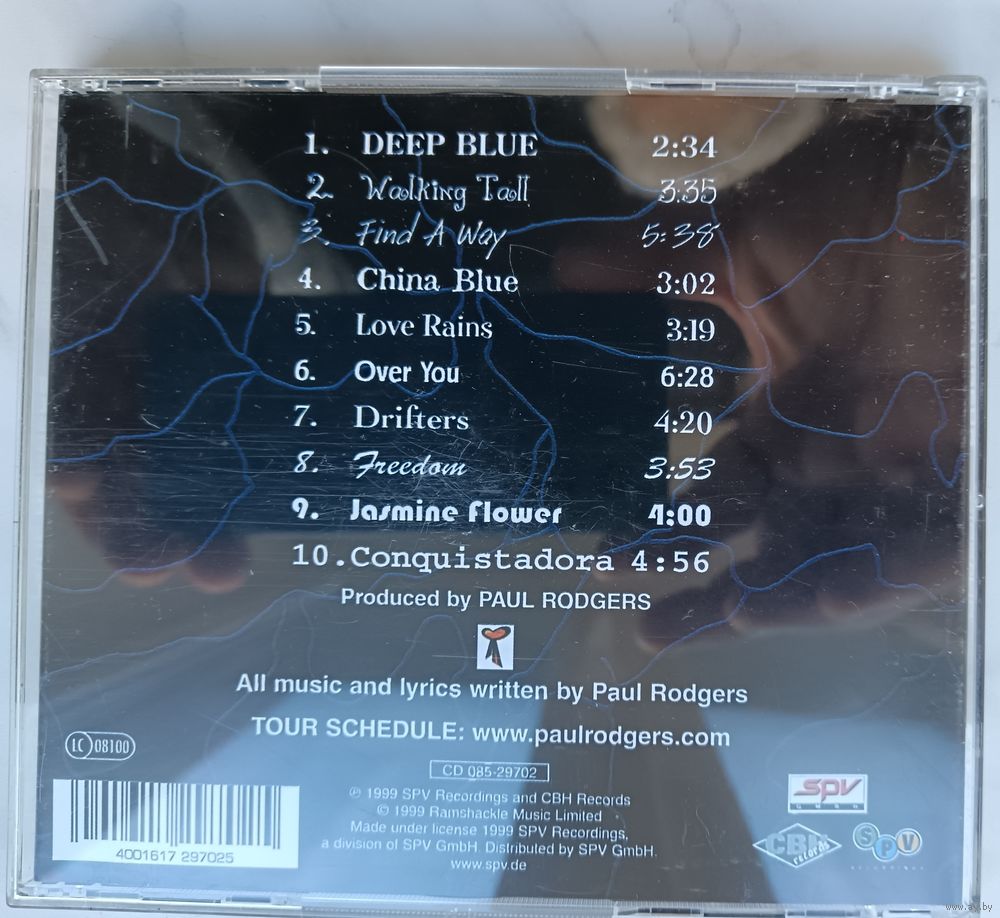 1. DEEP BLUE 2:34
2. Walking Tall 3:35
3. Find A Way 5:38
4. China Blue 3:02
5. Love Rains 3:19
6. Over You 6:28
7. Drifters 4:20
8. Freedom 3:53
9. Jasmine Flower 4:00
10. Conquistadora 4:56
Produced by PAUL RODGERS
All music and lyrics written by Paul Rodgers
TOUR SCHEDULE: www.paulrodgers.com
LC 08100
CD 085-29702
℗ 1999 SPV Recordings and CBH Records
© 1999 Ramshackle Music Limited
Made under license 1999 SPV Recordings,
a division of SPV GmbH. Distributed by SPV GmbH.
www.spv.de
4001617 297025
SPV
CBH
records
SPV
RECORDINGS
www.ay.by